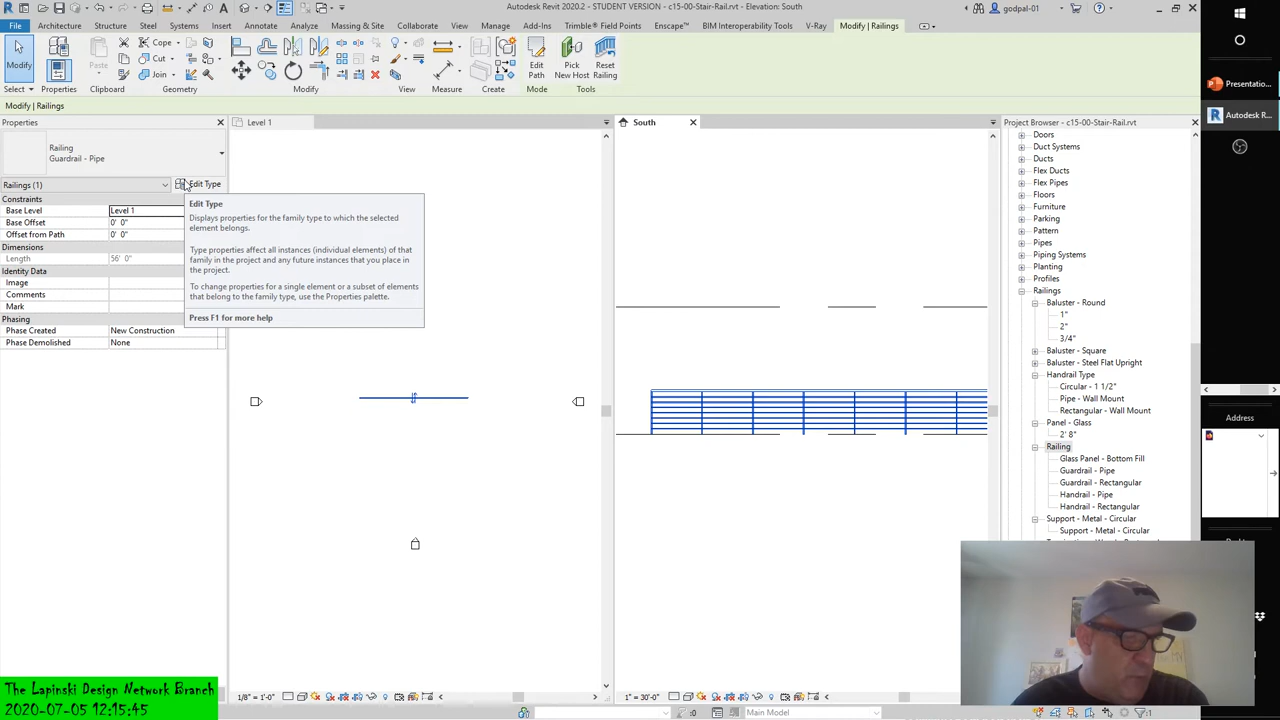 Autodesk Revit 2020.2 - STUDENT VERSION - c15-00-Stair-Rail.rvt - Elevation: South
godpal-01
File Architecture Structure Steel Systems Insert Annotate Analyze Massing & Site Collaborate View Manage Add-Ins Trimble® Field Points Enscape™ BIM Interoperability Tools V-Ray Modify | Railings
Modify
Properties
Paste
Cope
Cut
Join
Edit Path
Pick New Host
Reset Railing
Select Properties Clipboard Geometry Modify View Measure Create Mode Tools
Modify | Railings
Properties
Railing
Guardrail - Pipe
Railings (1)
Edit Type
Constraints
Base Level Level 1
Base Offset 0' 0"
Offset from Path 0' 0"
Dimensions
Length 56' 0"
Identity Data
Image
Comments
Mark
Phasing
Phase Created New Construction
Phase Demolished None
Edit Type
Displays properties for the family type to which the selected
element belongs.
Type properties affect all instances (individual elements) of that
family in the project and any future instances that you place in
the project.
To change properties for a single element or a subset of elements
that belong to the family type, use the Properties palette.
Press F1 for more help
Level 1
South
Project Browser - c15-00-Stair-Rail.rvt
Doors
Duct Systems
Ducts
Flex Ducts
Flex Pipes
Floors
Furniture
Parking
Pattern
Pipes
Piping Systems
Planting
Profiles
Railings
Baluster - Round
1"
2"
3/4"
Baluster - Square
Baluster - Steel Flat Upright
Handrail Type
Circular - 1 1/2"
Pipe - Wall Mount
Rectangular - Wall Mount
Panel - Glass
2' 8"
Railing
Glass Panel - Bottom Fill
Guardrail - Pipe
Guardrail - Rectangular
Handrail - Pipe
Handrail - Rectangular
Support - Metal - Circular
Support - Metal - Circular
Presentatio...
Autodesk R...
Address
1/8" = 1'-0"
1" = 30'-0"
:0
Main Model
:1
The Lapinski Design Network Branch
2020-07-05 12:15:45